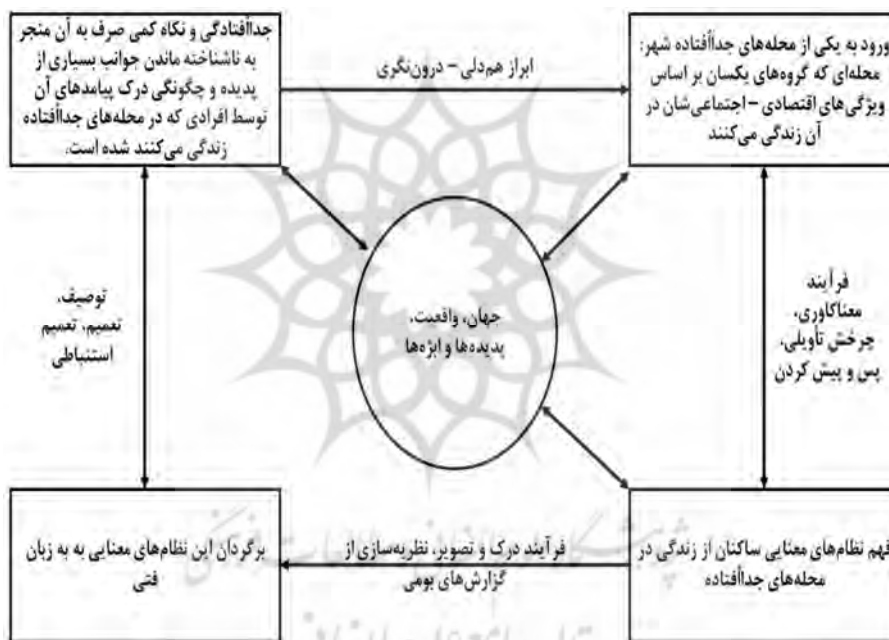 ورود به یکی از محله‌های جداافتاده شهر:
محله‌ای که گروه‌های یکسان بر اساس
ویژگی‌های اقتصادی – اجتماعی‌شان در
آن زندگی می‌کنند
ابراز هم‌دلی – درون‌نگری
جداافتادگی و نگاه کمی صرف به آن منجر
به ناشناخته ماندن جوانب بسیاری از
پدیده و چگونگی درک پیامدهای آن
توسط افرادی که در محله‌های جداافتاده
زندگی می‌کنند شده است.
فرآیند
معناکاوری،
چرخش تأویلی،
پس و پیش کردن
جهان، واقعیت،
پدیده‌ها و ابژه‌ها
توصیف،
تعمیم، تعمیم
استنباطی
فهم نظام‌های معنایی ساکنان از زندگی در
محله‌های جداافتاده
فرآیند درک و تصویر، نظریه‌سازی از
گزارش‌های بومی
برگردان این نظام‌های معنایی به به زبان
فنی